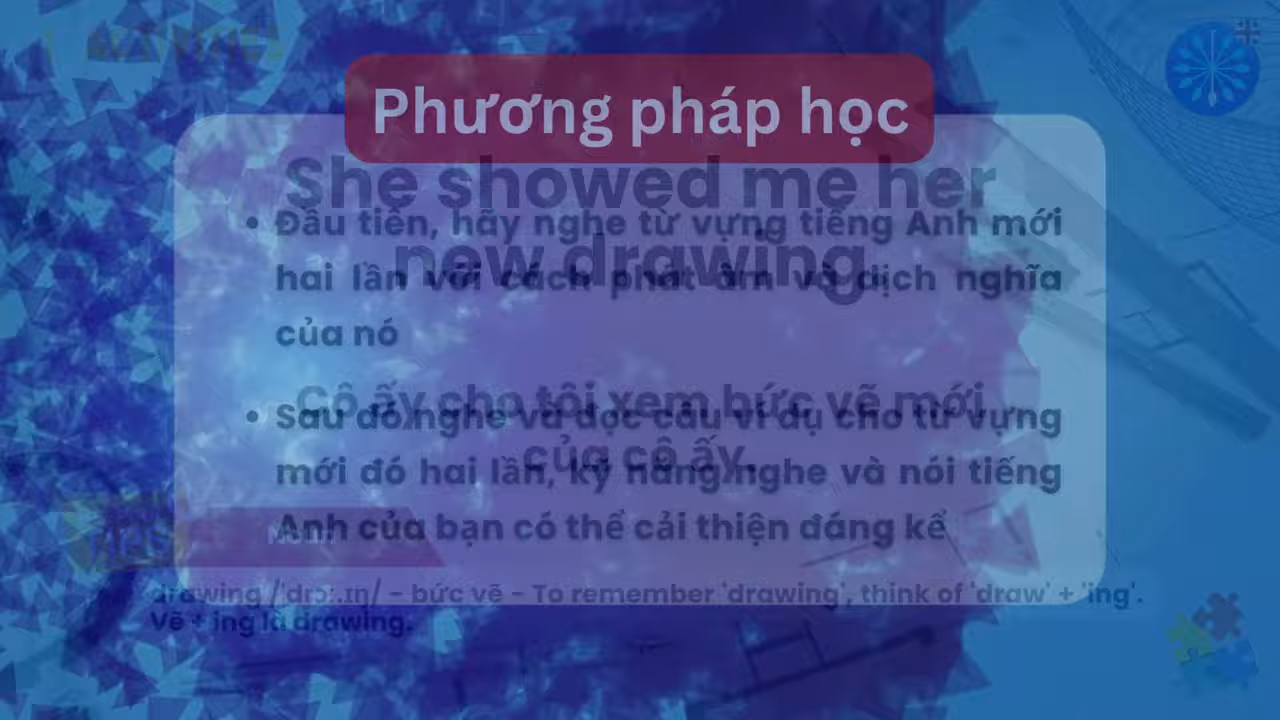 Phương pháp học
She showed me her
new drawing
• Đầu tiên, hãy nghe từ vựng tiếng Anh mới
hai lần với cách phát âm và dịch nghĩa
của nó
Cô ấy cho tôi xem bức vẽ mới
của cô ấy.
• Sau đó nghe và đọc câu ví dụ cho từ vựng
mới đó hai lần, kỹ năng nghe và nói tiếng
Anh của bạn có thể cải thiện đáng kể
TIPS
drawing /ˈdrɔː.ɪŋ/ - bức vẽ - To remember 'drawing', think of 'draw' + 'ing'.
Vẽ + ing là drawing.